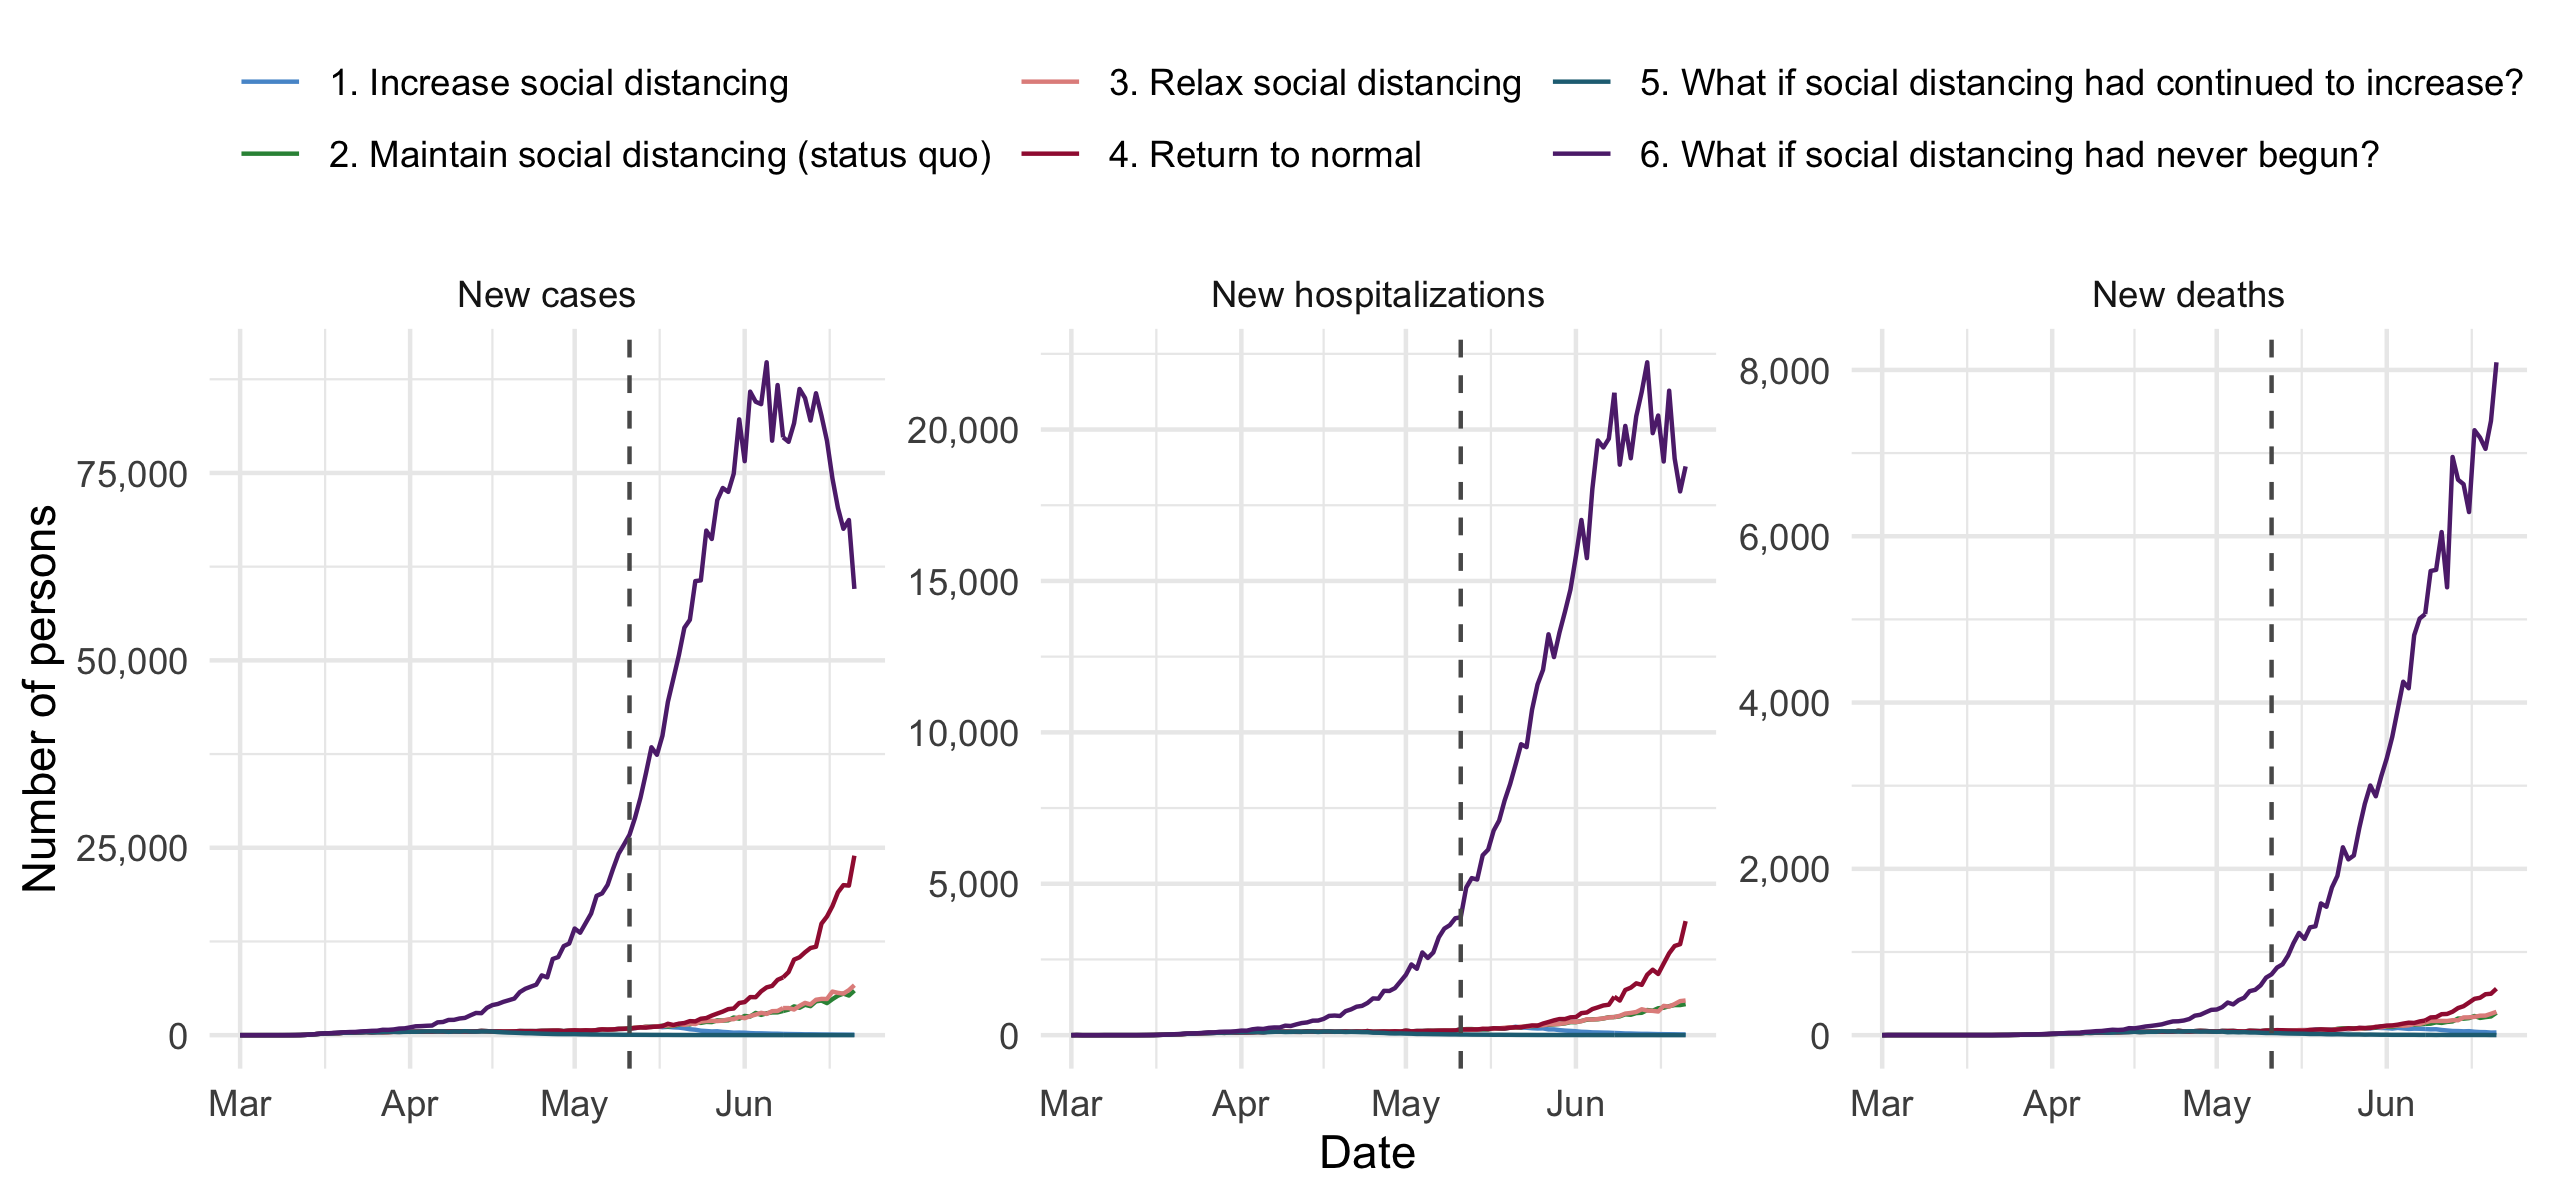 1. Increase social distancing
3. Relax social distancing
5. What if social distancing had continued to increase?
2. Maintain social distancing (status quo)
4. Return to normal
6. What if social distancing had never begun?
New cases
New hospitalizations
New deaths
Number of persons
75,000
50,000
25,000
0
20,000
15,000
10,000
5,000
0
8,000
6,000
4,000
2,000
0
Mar Apr May Jun
Mar Apr May Jun
Mar Apr May Jun
Date